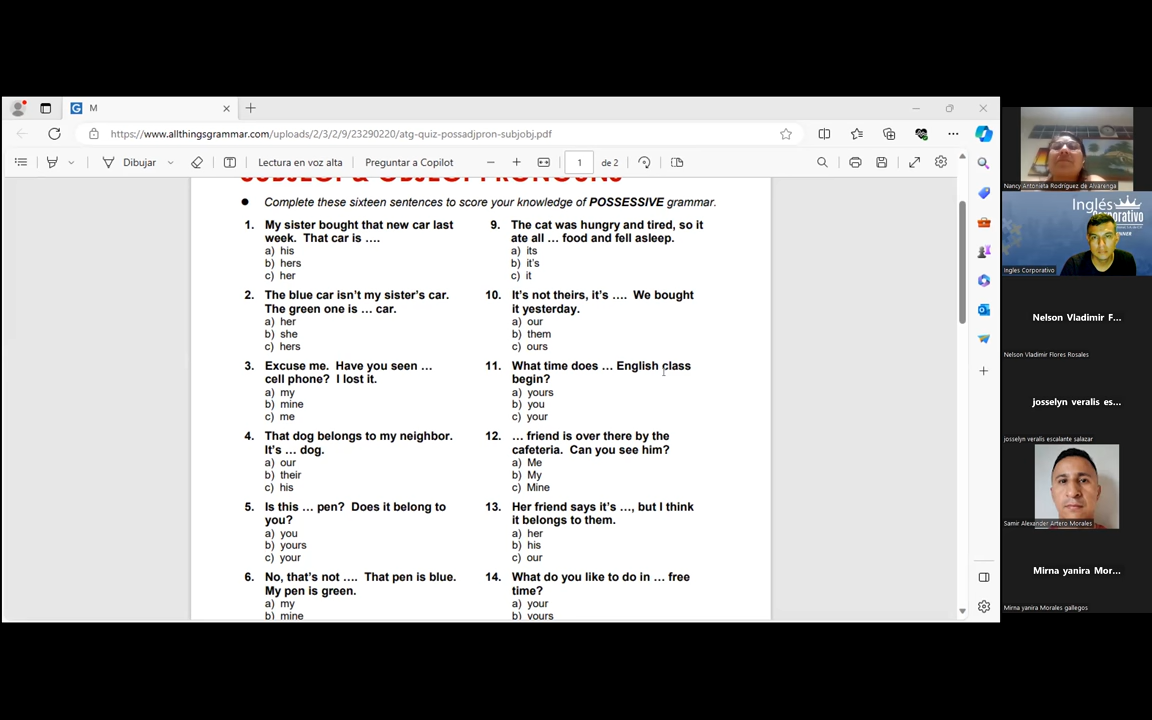 M
https://www.allthingsgrammar.com/uploads/2/3/2/9/23290220/atg-quiz-possadjpron-subjobj.pdf
Dibujar
Lectura en voz alta
Preguntar a Copilot
1
de 2
SUBJECT & OBJECT PRONOUNS
Complete these sixteen sentences to score your knowledge of POSSESSIVE grammar.
1. My sister bought that new car last
week. That car is ….
a) his
b) hers
c) her
2. The blue car isn't my sister's car.
The green one is … car.
a) her
b) she
c) hers
3. Excuse me. Have you seen …
cell phone? I lost it.
a) my
b) mine
c) me
4. That dog belongs to my neighbor.
It's … dog.
a) our
b) their
c) his
5. Is this … pen? Does it belong to
you?
a) you
b) yours
c) your
6. No, that's not …. That pen is blue.
My pen is green.
a) my
b) mine
9. The cat was hungry and tired, so it
ate all … food and fell asleep.
a) its
b) it's
c) it
10. It's not theirs, it's …. We bought
it yesterday.
a) our
b) them
c) ours
11. What time does … English class
begin?
a) yours
b) you
c) your
12. … friend is over there by the
cafeteria. Can you see him?
a) Me
b) My
c) Mine
13. Her friend says it's …, but I think
it belongs to them.
a) her
b) his
c) our
14. What do you like to do in … free
time?
a) your
b) yours
Nancy Antonieta Rodriguez de Alvarenga
Inglés
Corporativo
Ingles Corporativo
Nelson Vladimir F...
Nelson Vladimir Flores Rosales
josselyn veralis es...
josselyn veralis escalante salazar
Samir Alexander Artero Morales
Mirna yanira Mor...
Mirna yanira Morales gallegos